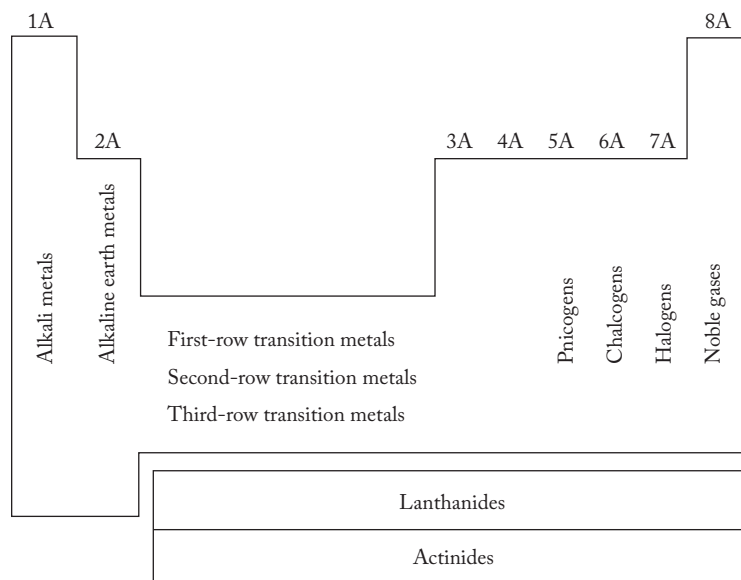 1A
8A
2A
3A
4A
5A
6A
7A
Alkali metals
Alkaline earth metals
First-row transition metals
Second-row transition metals
Third-row transition metals
Pnicogens
Chalcogens
Halogens
Noble gases
Lanthanides
Actinides